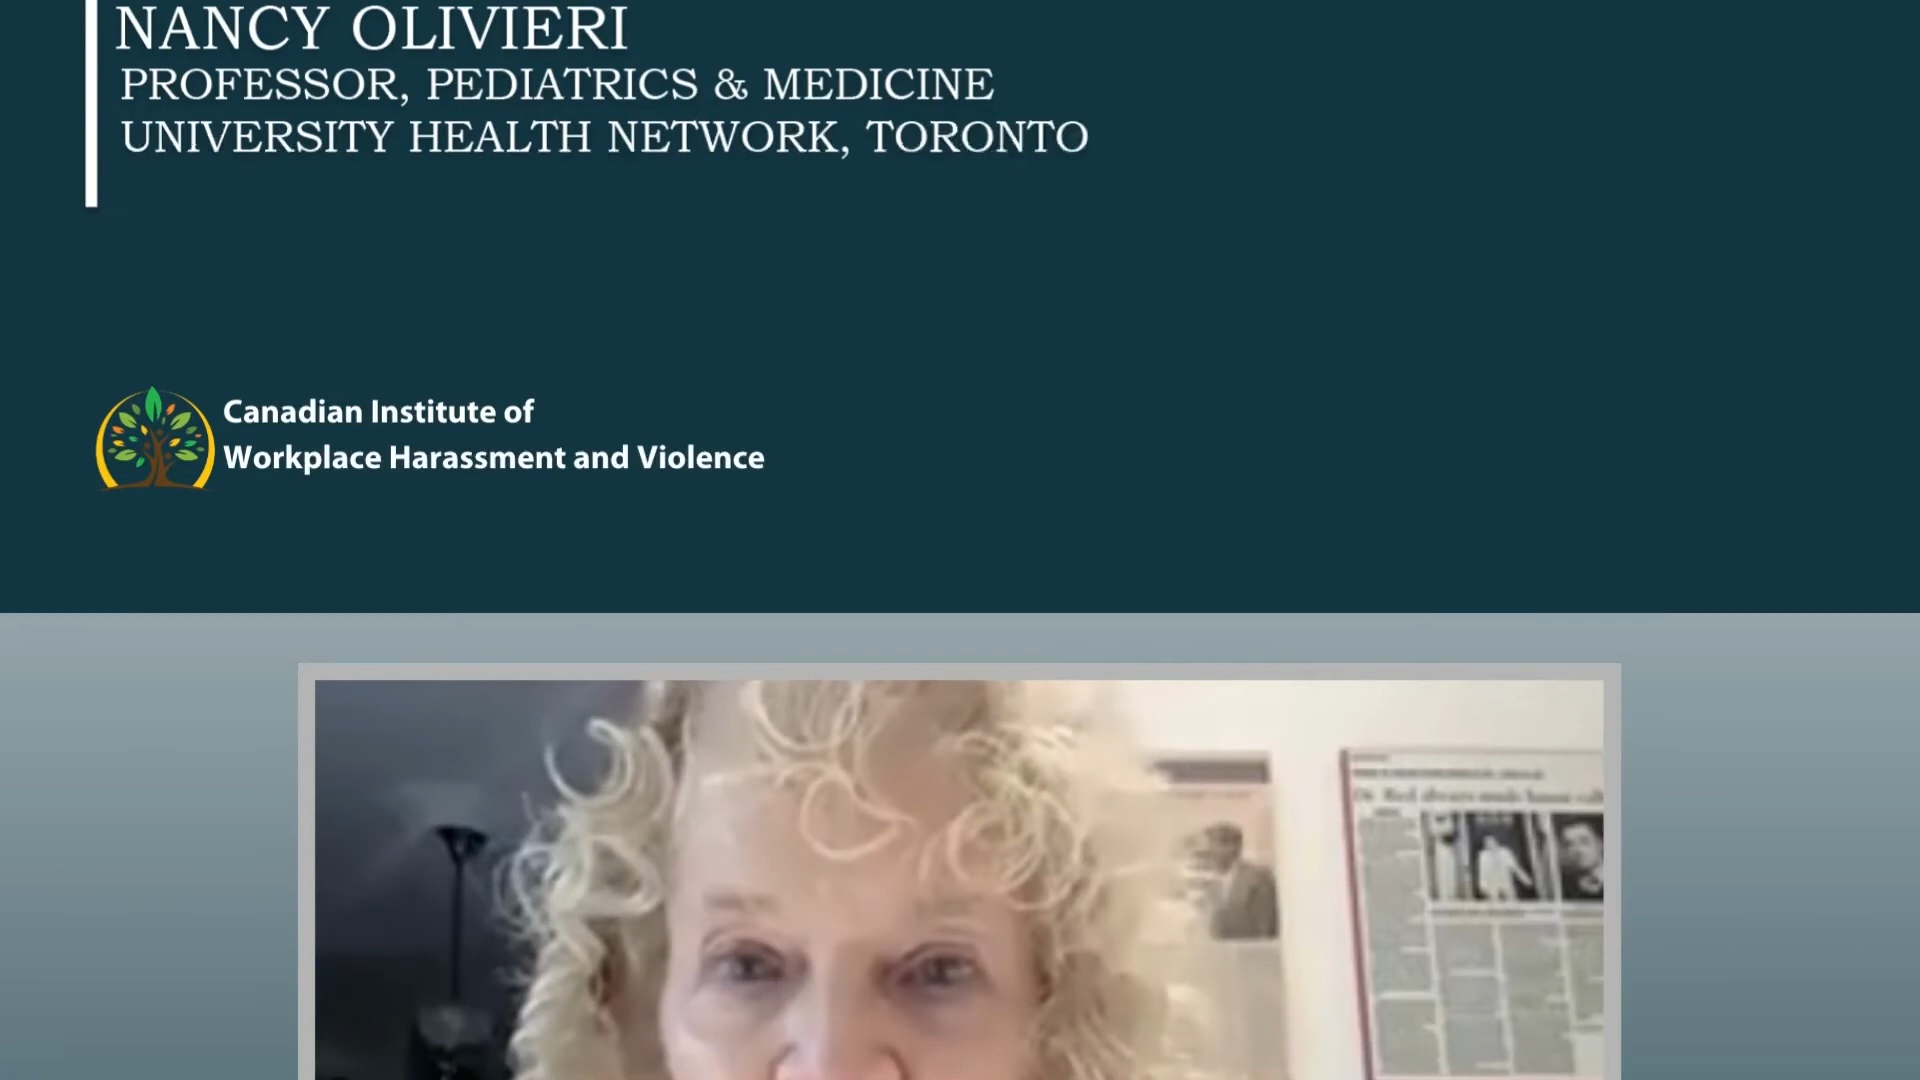 NANCY OLIVIERI
PROFESSOR, PEDIATRICS & MEDICINE
UNIVERSITY HEALTH NETWORK, TORONTO
Canadian Institute of
Workplace Harassment and Violence